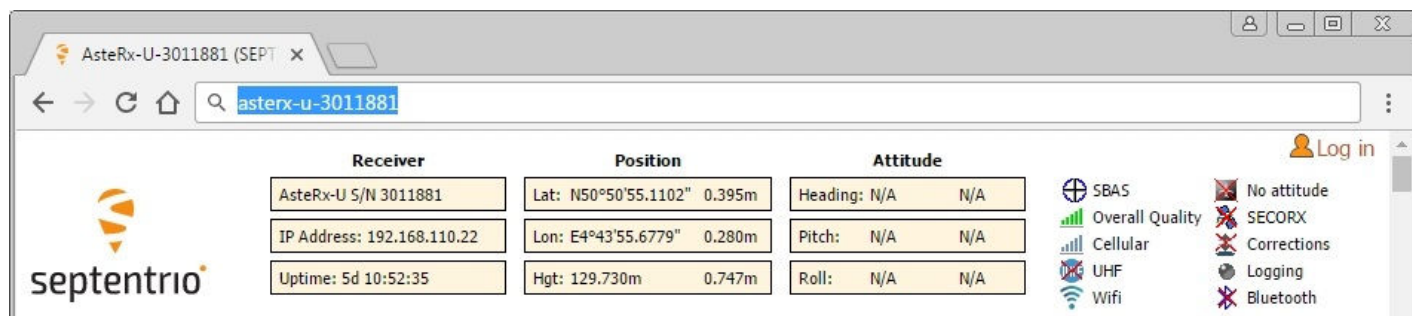 AsteRx-U-3011881 (SEPT
asterx-u-3011881
Log in
septentrio
Receiver
AsteRx-U S/N 3011881
IP Address: 192.168.110.22
Uptime: 5d 10:52:35
Position
Lat: N50°50'55.1102" 0.395m
Lon: E4°43'55.6779" 0.280m
Hgt: 129.730m 0.747m
Attitude
Heading: N/A N/A
Pitch: N/A N/A
Roll: N/A N/A
SBAS
Overall Quality
Cellular
UHF
Wifi
No attitude
SECORX
Corrections
Logging
Bluetooth